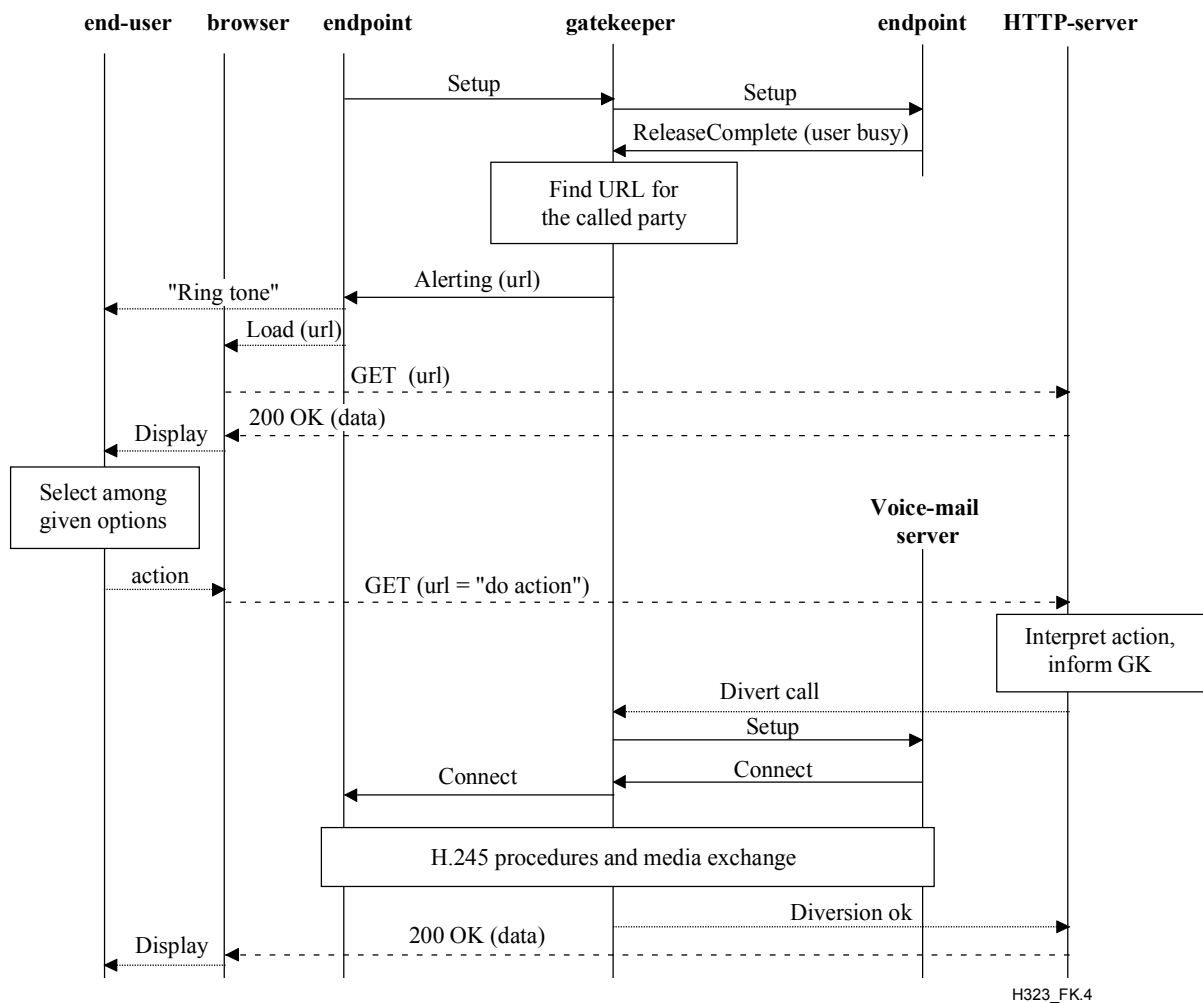 end-user browser endpoint gatekeeper endpoint HTTP-server
Setup
Setup
ReleaseComplete (user busy)
Find URL for
the called party
Alerting (url)
"Ring tone"
Load (url)
GET (url)
200 OK (data)
Display
Select among
given options
Voice-mail
server
action
GET (url = "do action")
Interpret action,
inform GK
Divert call
Setup
Connect
Connect
H.245 procedures and media exchange
Diversion ok
200 OK (data)
Display
H323_FK.4